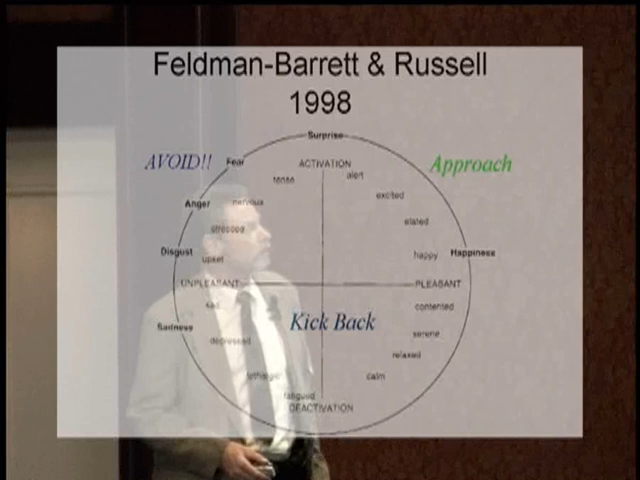 Feldman-Barrett & Russell
1998
Surprise
AVOID!! Fear ACTIVATION Approach
tense alert
excited
Anger nervous
elated
stressed
Disgust upset happy Happiness
UNPLEASANT PLEASANT
sad contented
Kick Back
Sadness serene
depressed
relaxed
lethargic calm
fatigued
DEACTIVATION